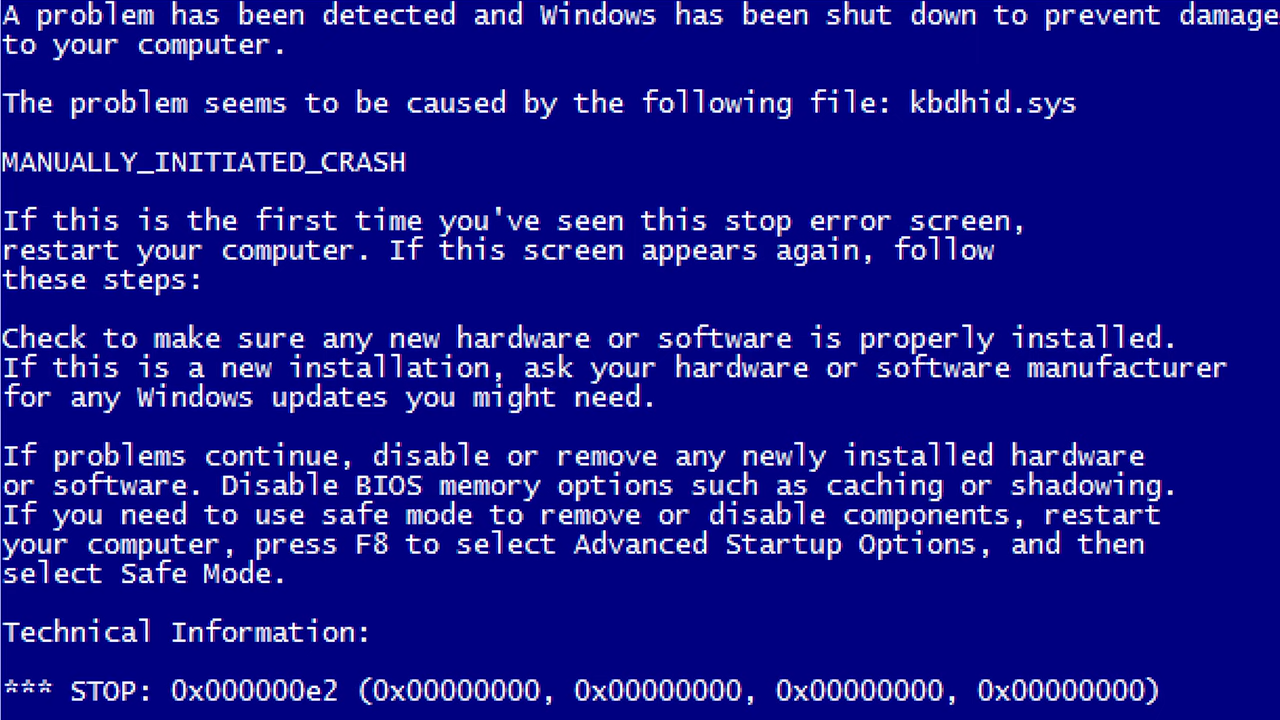 A problem has been detected and Windows has been shut down to prevent damage
to your computer.
The problem seems to be caused by the following file: kbdhid.sys
MANUALLY_INITIATED_CRASH
If this is the first time you've seen this stop error screen,
restart your computer. If this screen appears again, follow
these steps:
Check to make sure any new hardware or software is properly installed.
If this is a new installation, ask your hardware or software manufacturer
for any Windows updates you might need.
If problems continue, disable or remove any newly installed hardware
or software. Disable BIOS memory options such as caching or shadowing.
If you need to use safe mode to remove or disable components, restart
your computer, press F8 to select Advanced Startup Options, and then
select Safe Mode.
Technical Information:
*** STOP: 0x000000e2 (0x00000000, 0x00000000, 0x00000000, 0x00000000)